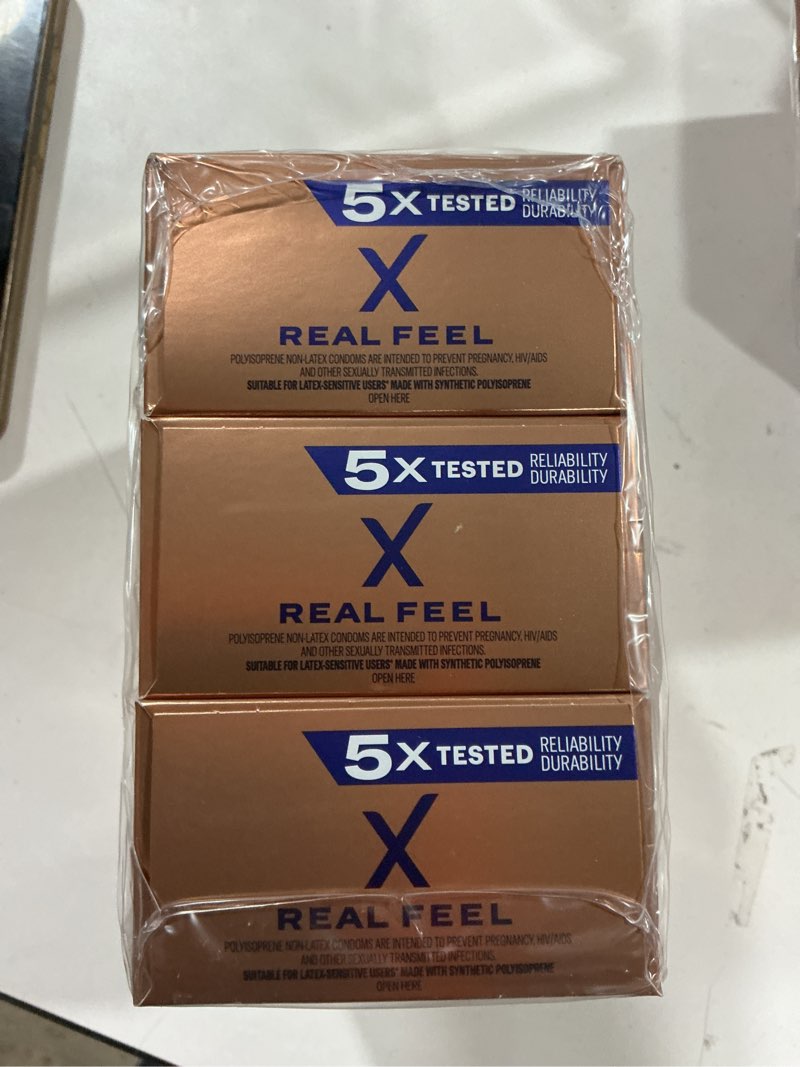 5X TESTED RELIABILITY DURABILITY
X
REAL FEEL
POLYISOPRENE NON-LATEX CONDOMS ARE INTENDED TO PREVENT PREGNANCY, HIV/AIDS
AND OTHER SEXUALLY TRANSMITTED INFECTIONS.
SUITABLE FOR LATEX-SENSITIVE USERS* MADE WITH SYNTHETIC POLYISOPRENE
OPEN HERE
5X TESTED RELIABILITY DURABILITY
X
REAL FEEL
POLYISOPRENE NON-LATEX CONDOMS ARE INTENDED TO PREVENT PREGNANCY, HIV/AIDS
AND OTHER SEXUALLY TRANSMITTED INFECTIONS.
SUITABLE FOR LATEX-SENSITIVE USERS* MADE WITH SYNTHETIC POLYISOPRENE
OPEN HERE
5X TESTED RELIABILITY DURABILITY
X
REAL FEEL
POLYISOPRENE NON-LATEX CONDOMS ARE INTENDED TO PREVENT PREGNANCY, HIV/AIDS
AND OTHER SEXUALLY TRANSMITTED INFECTIONS.
SUITABLE FOR LATEX-SENSITIVE USERS* MADE WITH SYNTHETIC POLYISOPRENE
OPEN HERE